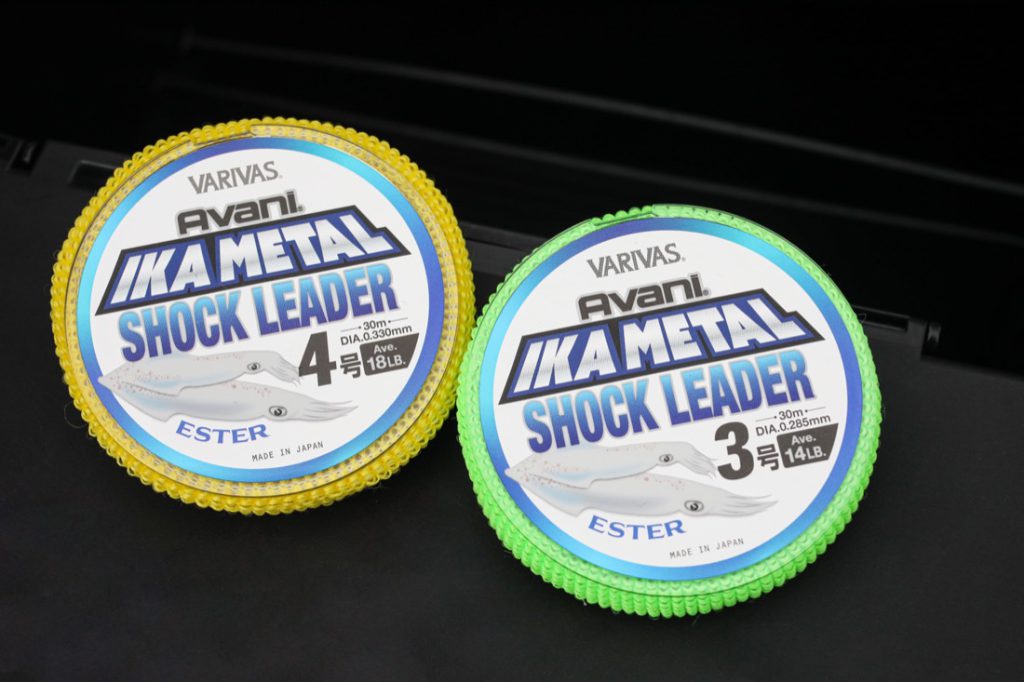 VARIVAS®
Avani®
IKA METAL
SHOCK LEADER
30m
DIA.0.330mm
4号
Ave.
18LB.
ESTER
MADE IN JAPAN
VARIVAS®
Avani®
IKA METAL
SHOCK LEADER
30m
DIA.0.285mm
3号
Ave.
14LB.
ESTER
MADE IN JAPAN